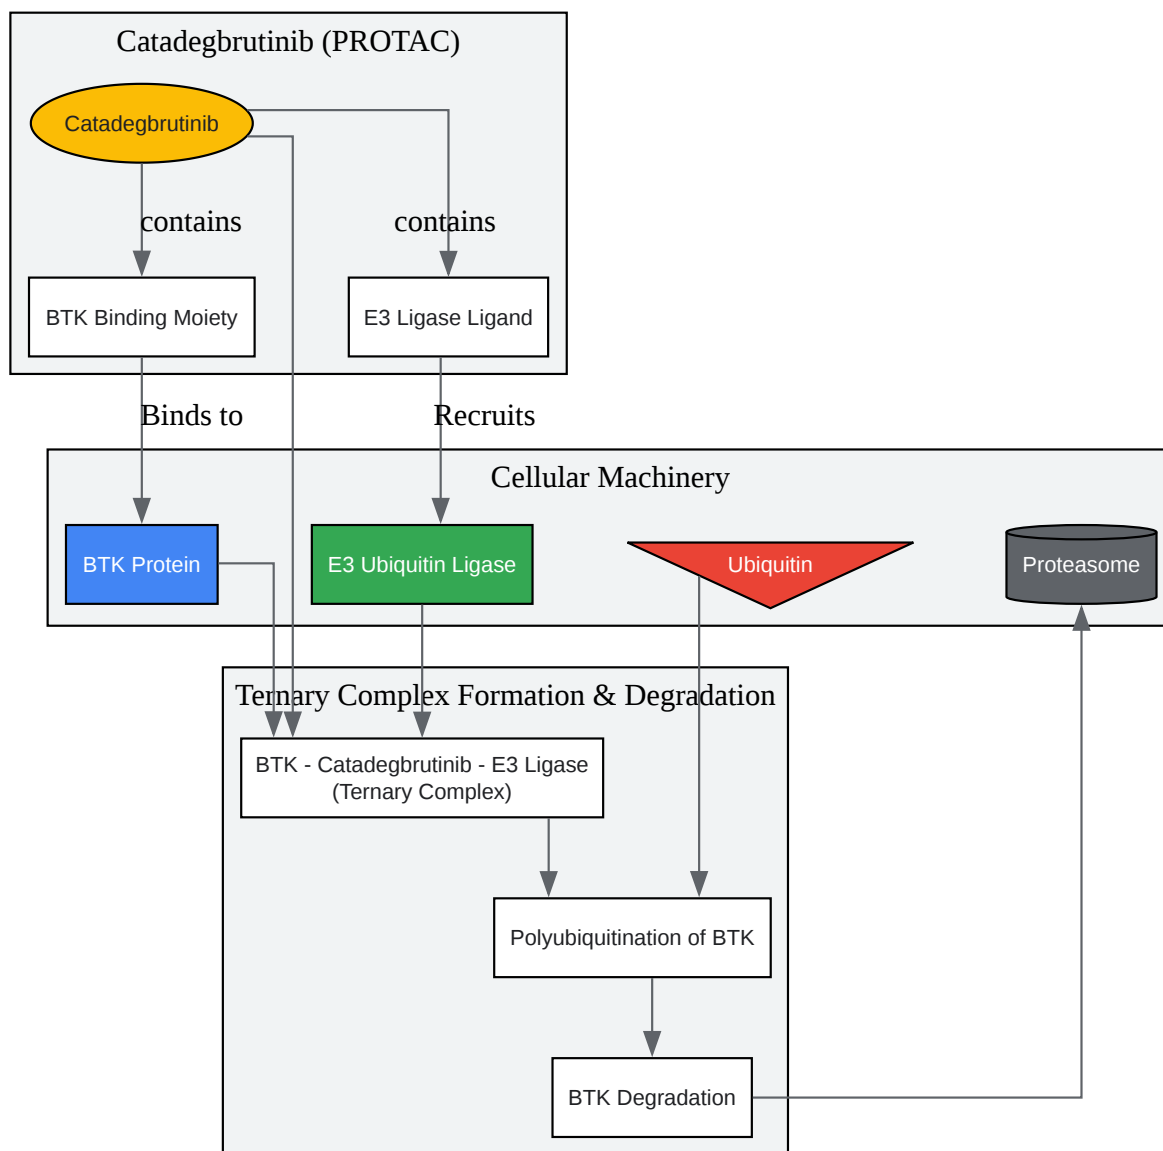 Catadegbrutinib (PROTAC)
Catadegbrutinib
contains
contains
BTK Binding Moiety
E3 Ligase Ligand
Binds to
Recruits
Cellular Machinery
BTK Protein
E3 Ubiquitin Ligase
Ubiquitin
Proteasome
Ternary Complex Formation & Degradation
BTK - Catadegbrutinib - E3 Ligase
(Ternary Complex)
Polyubiquitination of BTK
BTK Degradation